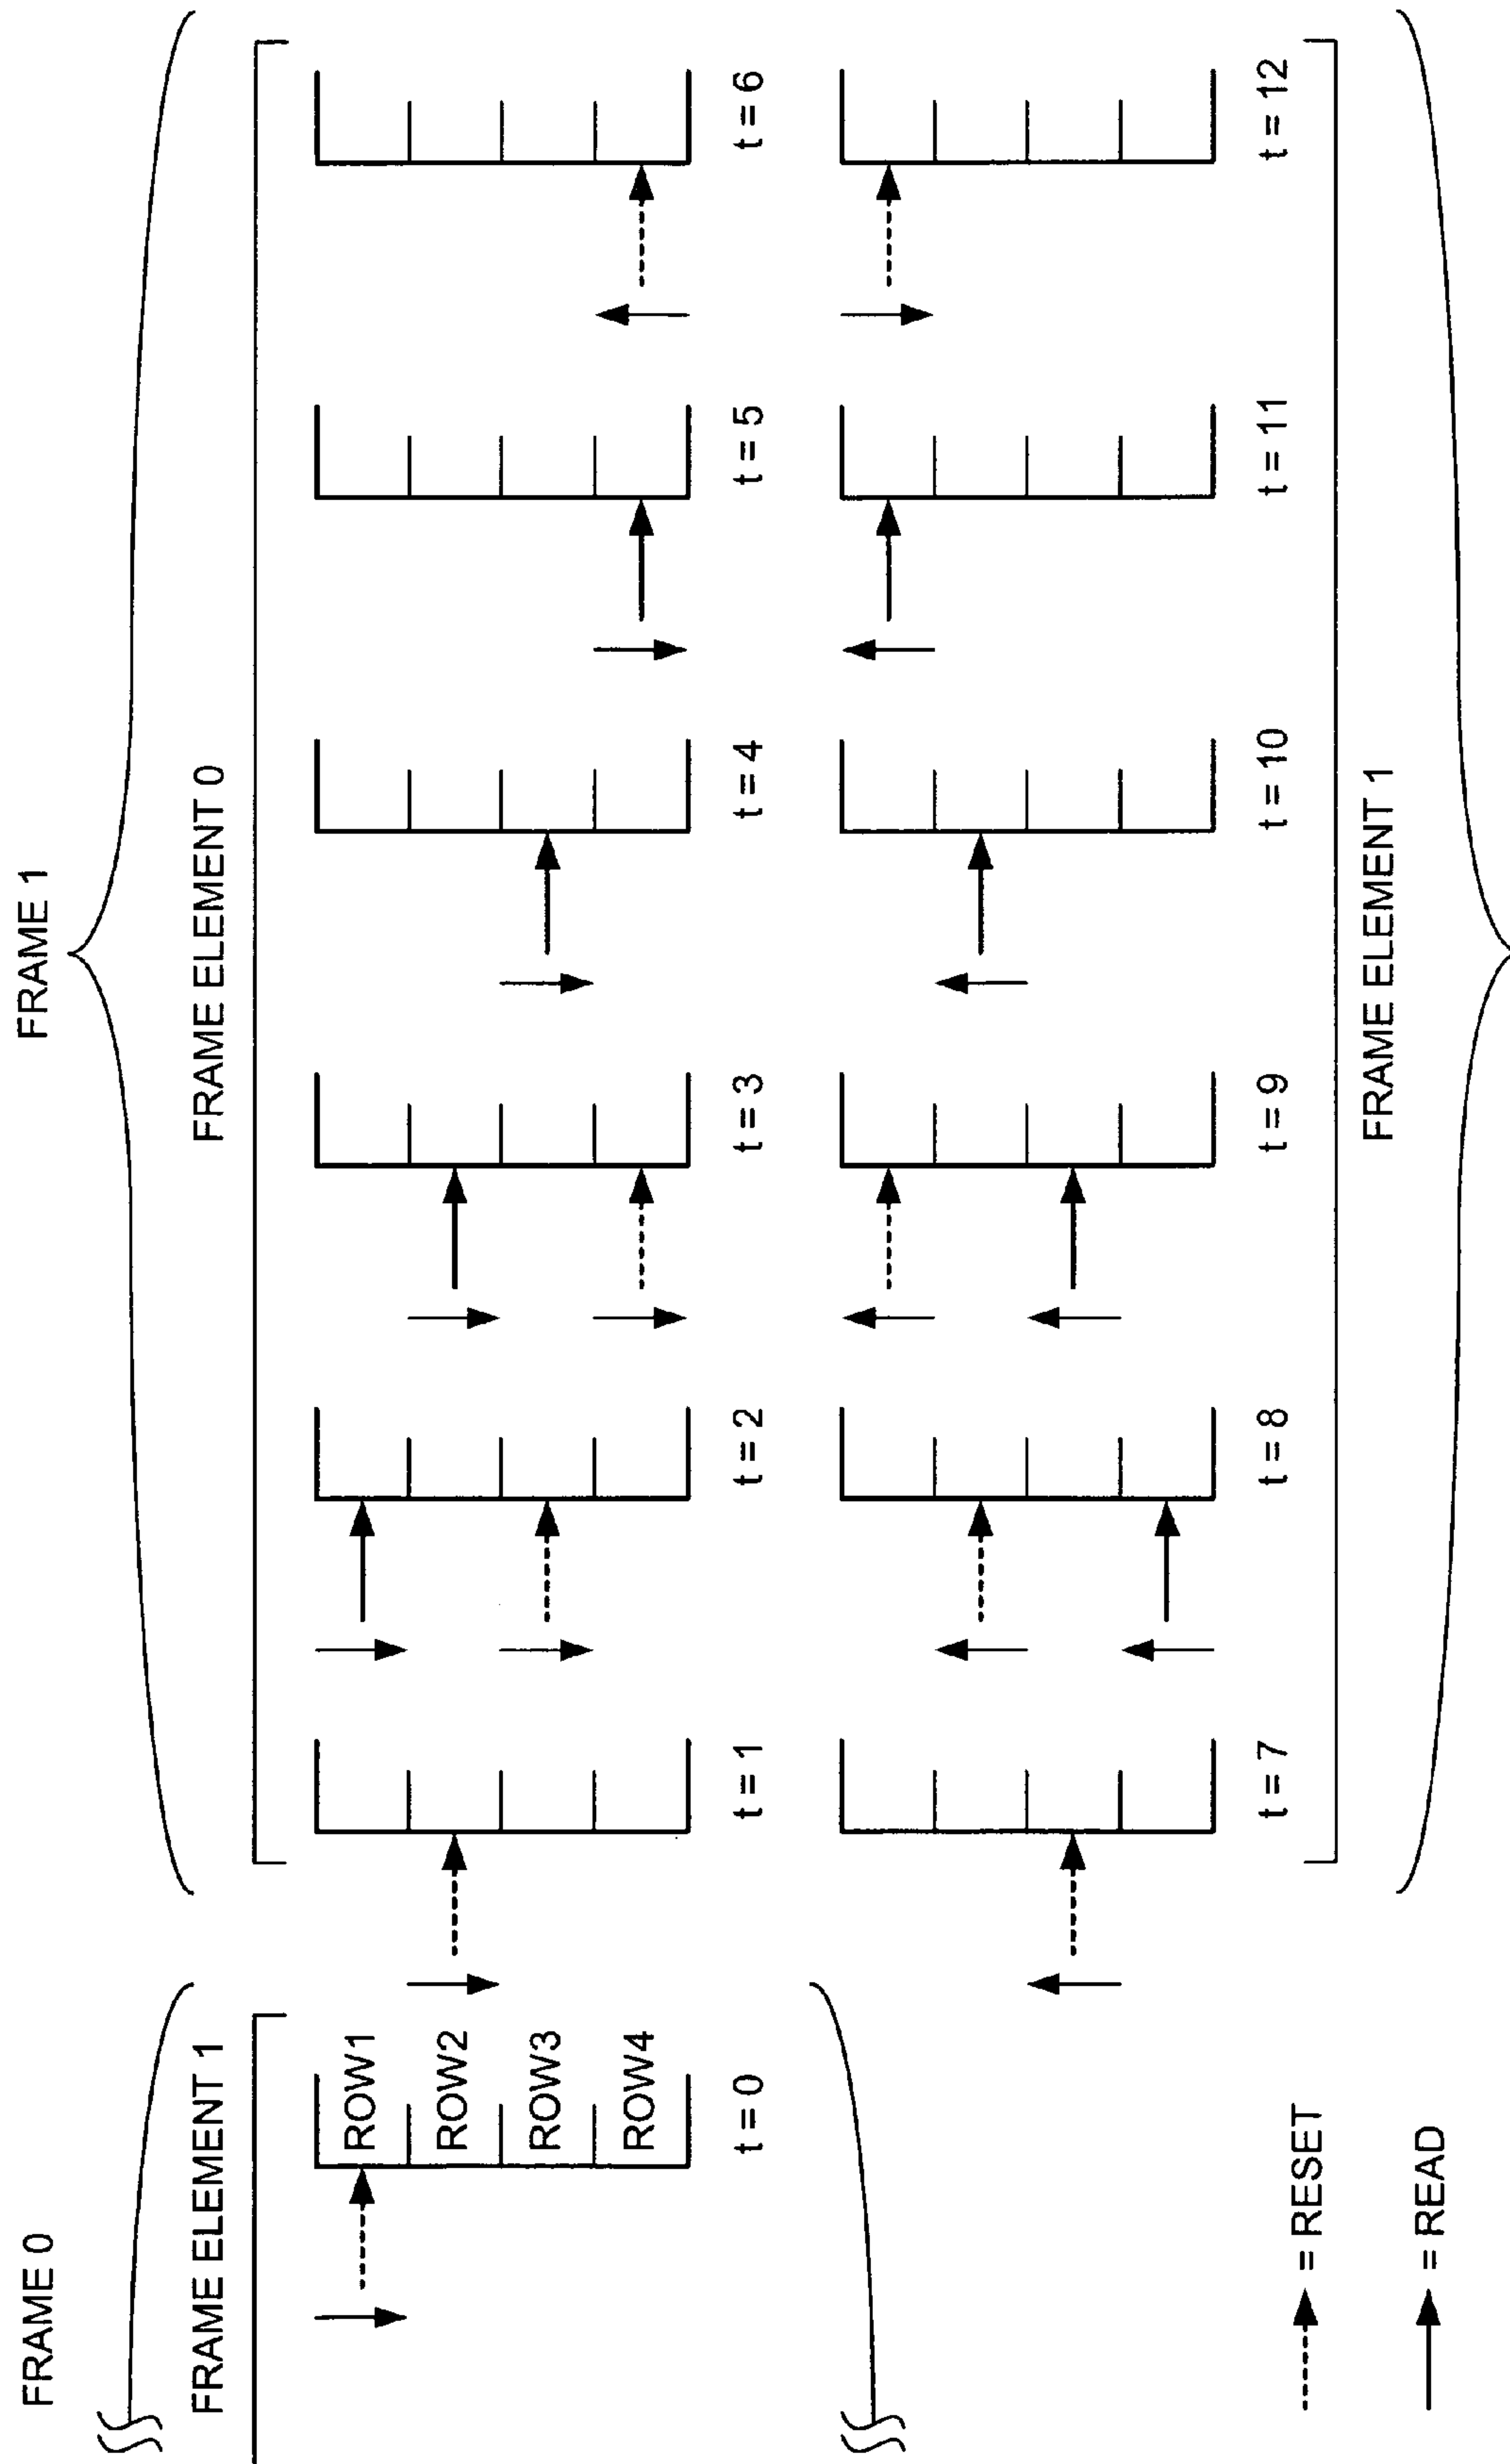 FRAME 0
FRAME 1
FRAME ELEMENT 1
FRAME ELEMENT 0
ROW1
ROW2
ROW3
ROW4
t = 0
t = 1
t = 2
t = 3
t = 4
t = 5
t = 6
t = 7
t = 8
t = 9
t = 10
t = 11
t = 12
= RESET
= READ
FRAME ELEMENT 1